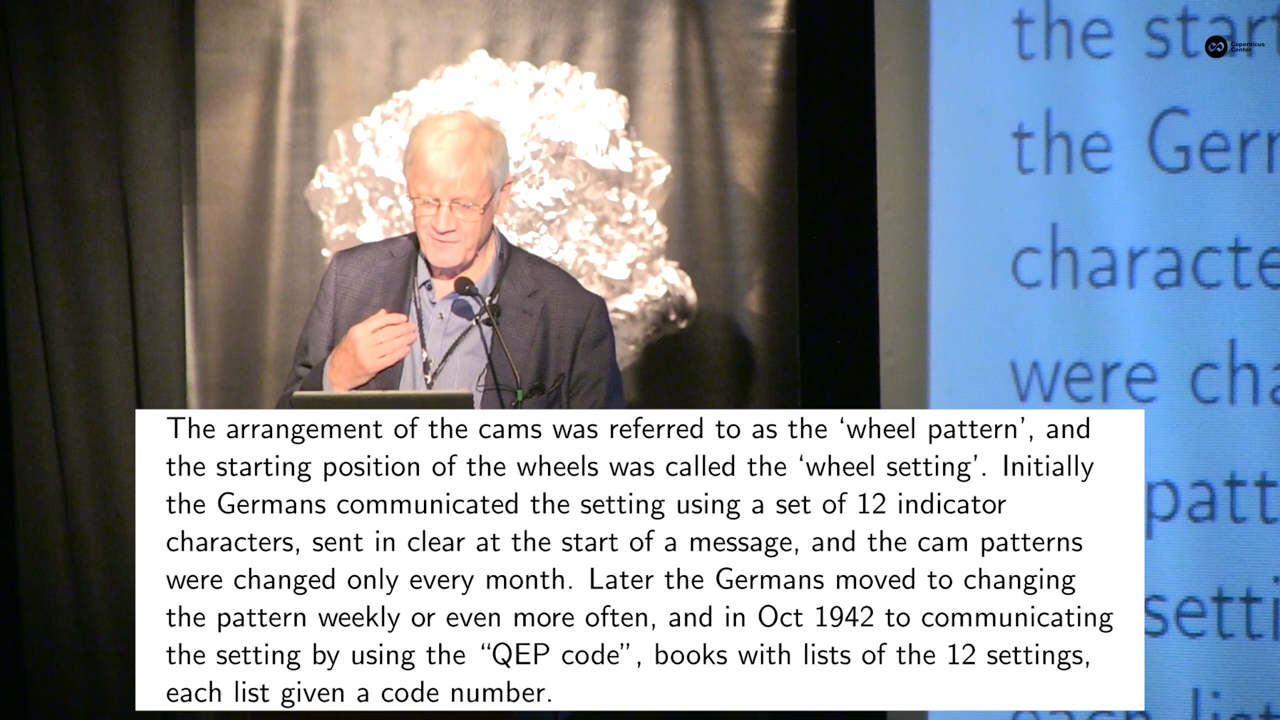 the start
the Gerr
characte
were cha
patt
setti
each list
Copernicus
Center
The arrangement of the cams was referred to as the ‘wheel pattern’, and
the starting position of the wheels was called the ‘wheel setting’. Initially
the Germans communicated the setting using a set of 12 indicator
characters, sent in clear at the start of a message, and the cam patterns
were changed only every month. Later the Germans moved to changing
the pattern weekly or even more often, and in Oct 1942 to communicating
the setting by using the “QEP code”, books with lists of the 12 settings,
each list given a code number.